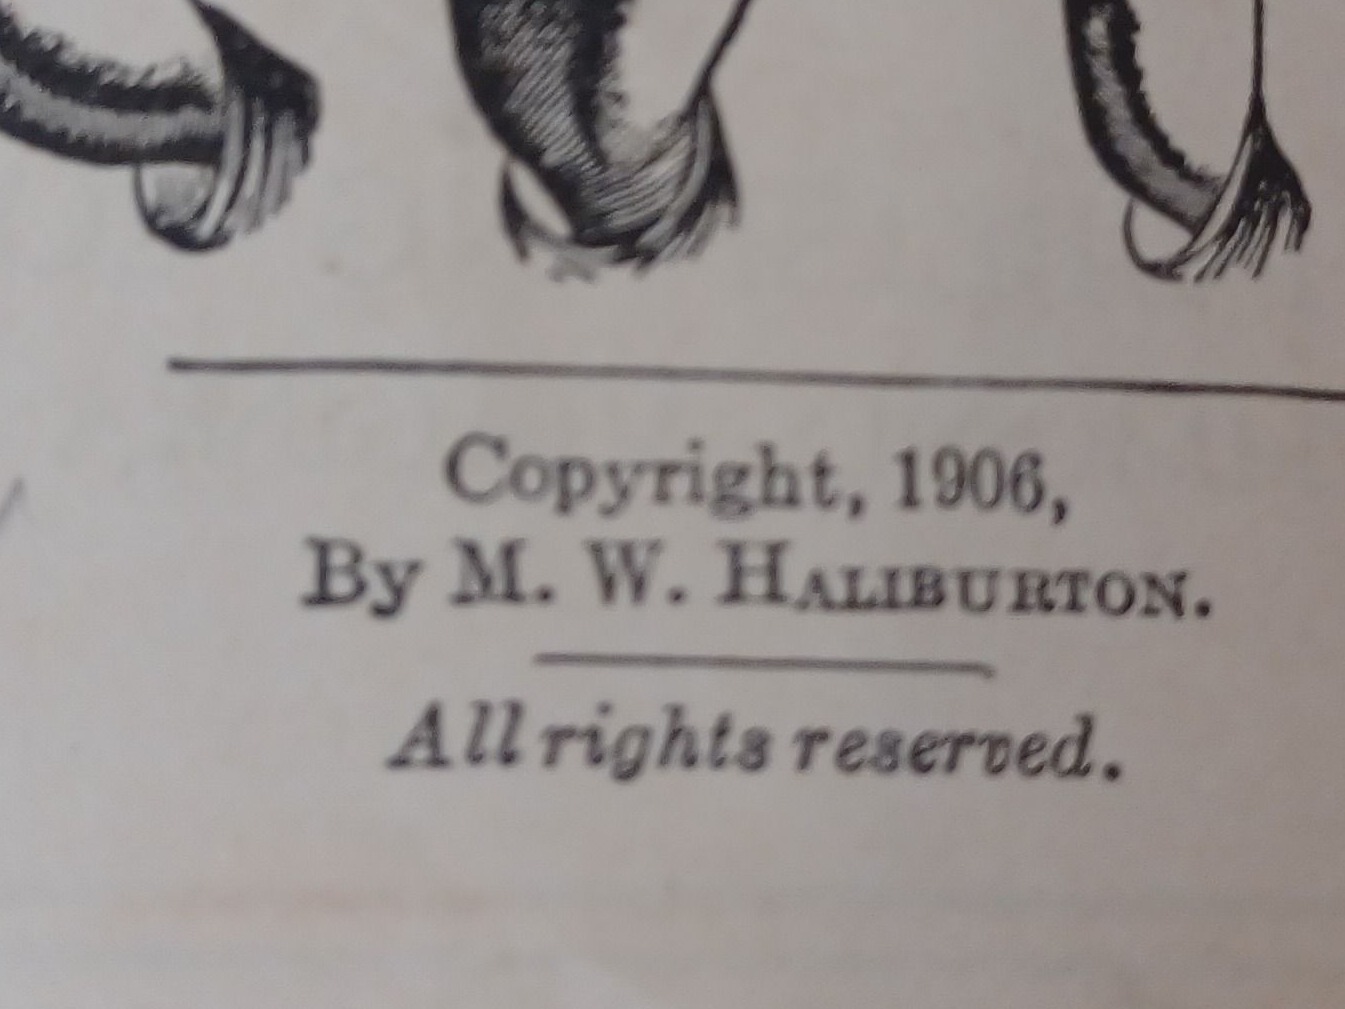 Copyright, 1906,
By M. W. HALIBURTON.
All rights reserved.